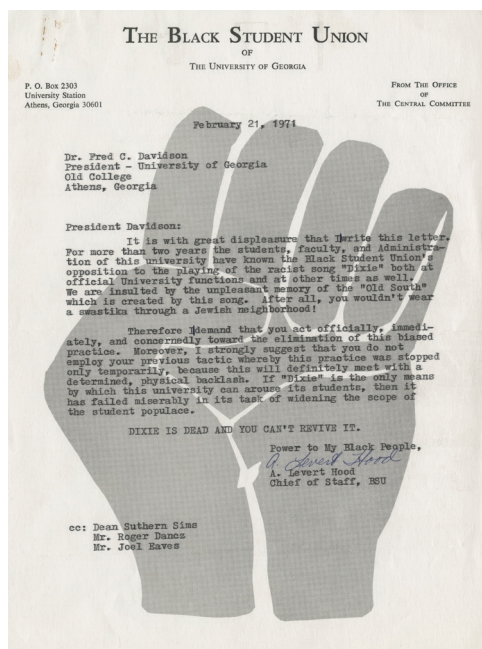 THE BLACK STUDENT UNION
OF
THE UNIVERSITY OF GEORGIA
P. O. Box 2303
University Station
Athens, Georgia 30601
FROM THE OFFICE
OF
THE CENTRAL COMMITTEE
February 21, 1971
Dr. Fred C. Davidson
President - University of Georgia
Old College
Athens, Georgia
President Davidson:
It is with great displeasure that I write this letter.
For more than two years the students, faculty, and Administra-
tion of this university have known the Black Student Union's
opposition to the playing of the racist song "Dixie" both at
official University functions and at other times as well.
We are insulted by the unpleasant memory of the "Old South"
which is created by this song. After all, you wouldn't wear
a swastika through a Jewish neighborhood!
Therefore I demand that you act officially, immedi-
ately, and concernedly toward the elimination of this biased
practice. Moreover, I strongly suggest that you do not
employ your previous tactic whereby this practice was stopped
only temporarily, because this will definitely meet with a
determined, physical backlash. If "Dixie" is the only means
by which this university can arouse its students, then it
has failed miserably in its task of widening the scope of
the student populace.
DIXIE IS DEAD AND YOU CAN'T REVIVE IT.
Power to My Black People,
A. Levert Hood
A. Levert Hood
Chief of Staff, BSU
cc: Dean Suthern Sims
Mr. Roger Dancz
Mr. Joel Eaves